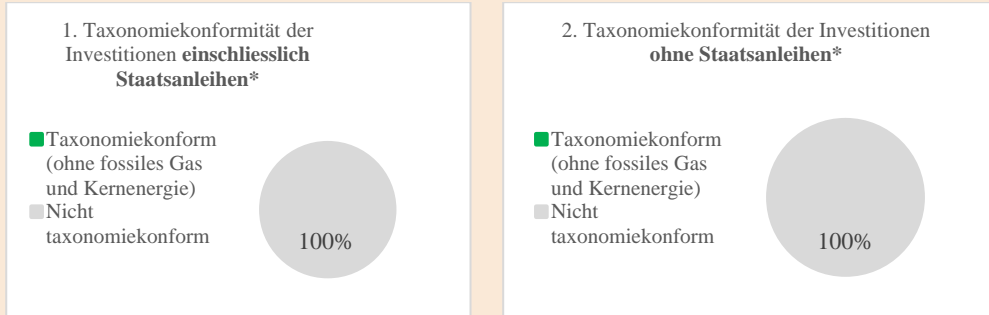 1. Taxonomiekonformität der
Investitionen einschliesslich
Staatsanleihen*
Taxonomiekonform
(ohne fossiles Gas
und Kernenergie)
Nicht
taxonomiekonform
100%
2. Taxonomiekonformität der Investitionen
ohne Staatsanleihen*
Taxonomiekonform
(ohne fossiles Gas
und Kernenergie)
Nicht
taxonomiekonform
100%